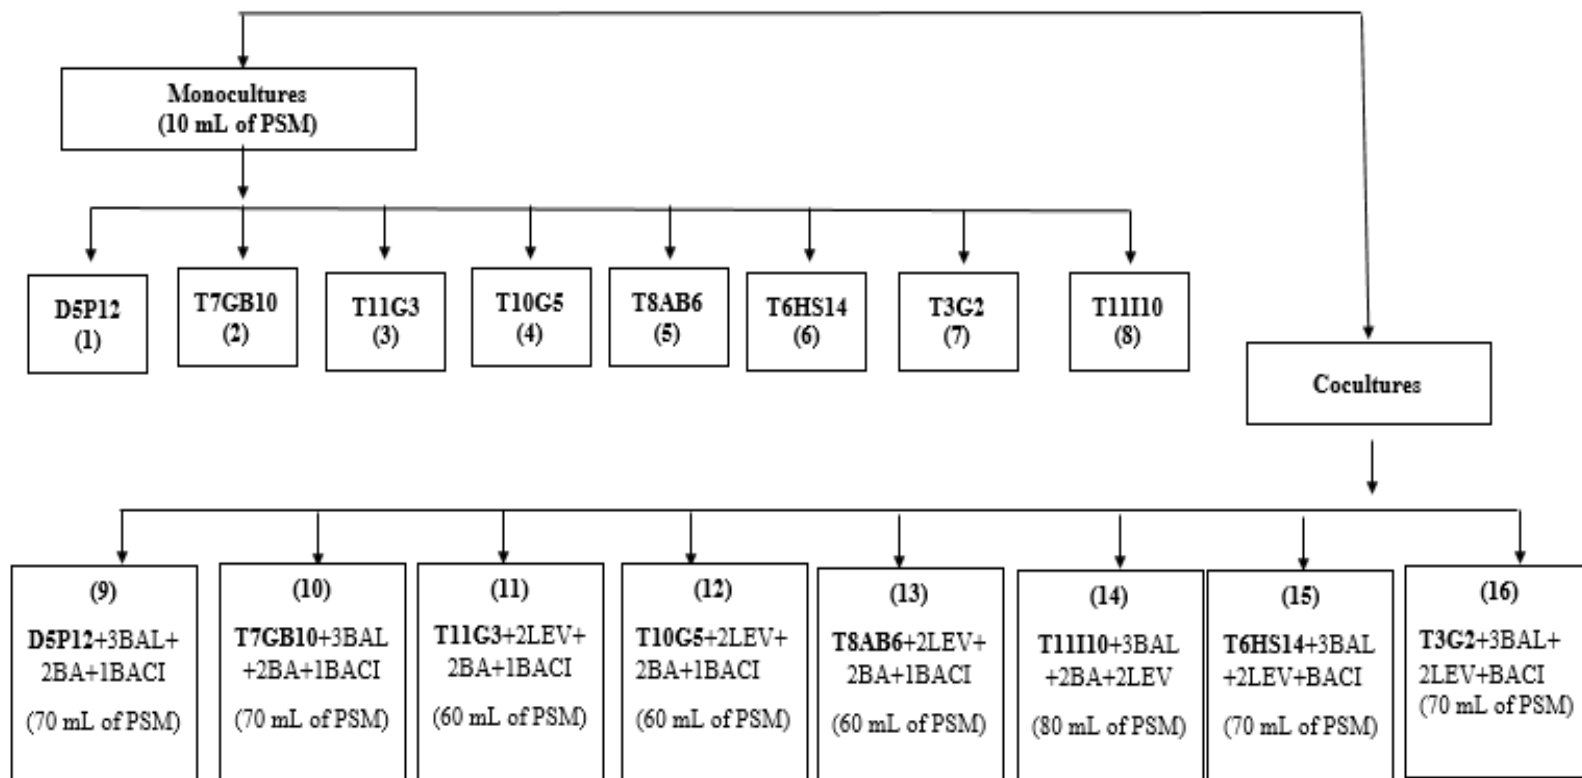 Monocultures
(10 mL of PSM)
D5P12
(1)
T7GB10
(2)
T11G3
(3)
T10G5
(4)
T8AB6
(5)
T6HS14
(6)
T3G2
(7)
T11I10
(8)
Cocultures
(9)
D5P12+3BAL+
2BA+1BACI
(70 mL of PSM)
(10)
T7GB10+3BAL
+2BA+1BACI
(70 mL of PSM)
(11)
T11G3+2LEV+
2BA+1BACI
(60 mL of PSM)
(12)
T10G5+2LEV+
2BA+1BACI
(60 mL of PSM)
(13)
T8AB6+2LEV+
2BA+1BACI
(60 mL of PSM)
(14)
T11I10+3BAL
+2BA+2LEV
(80 mL of PSM)
(15)
T6HS14+3BAL
+2LEV+BACI
(70 mL of PSM)
(16)
T3G2+3BAL+
2LEV+BACI
(70 mL of PSM)